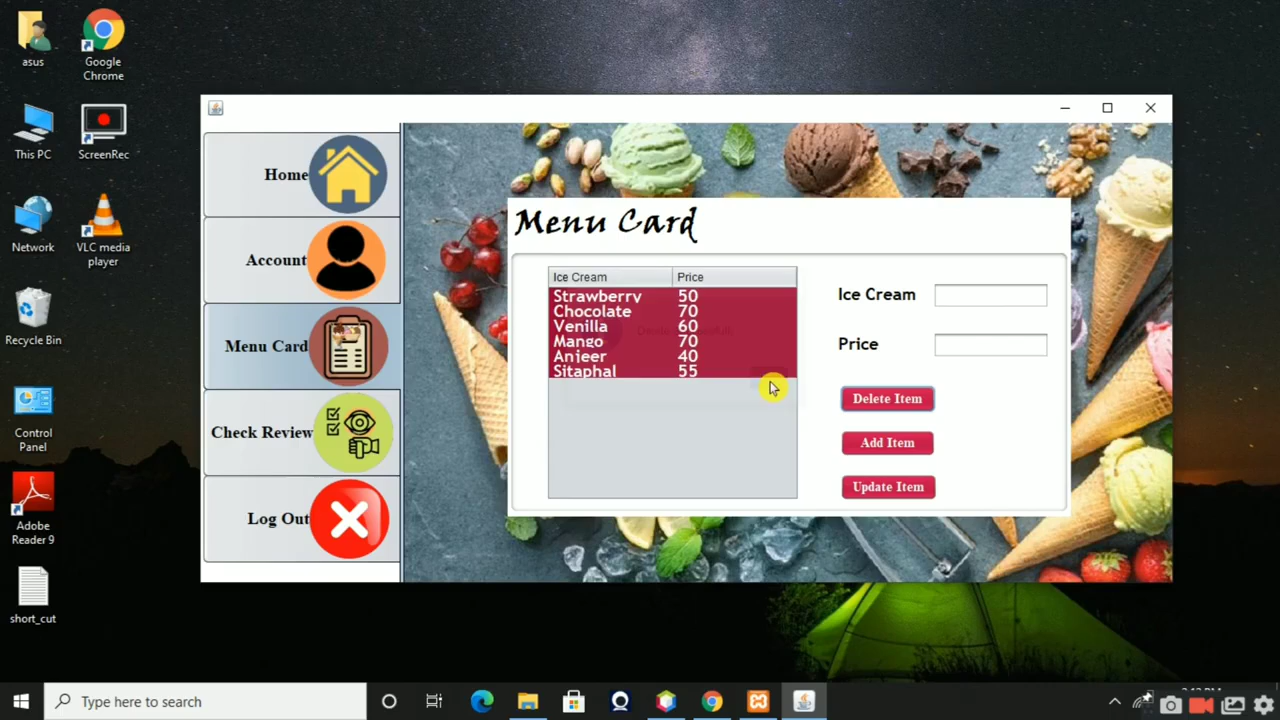 asus
Google
Chrome
This PC
ScreenRec
Network
VLC media
player
Recycle Bin
Control
Panel
Adobe
Reader 9
short_cut
Home
Account
Menu Card
Check Review
Log Out
Menu Card
Ice Cream Price
Strawberry 50
Chocolate 70
Venilla 60
Mango 70
Anjeer 40
Sitaphal 55
Ice Cream
Price
Delete Item
Add Item
Update Item
Type here to search